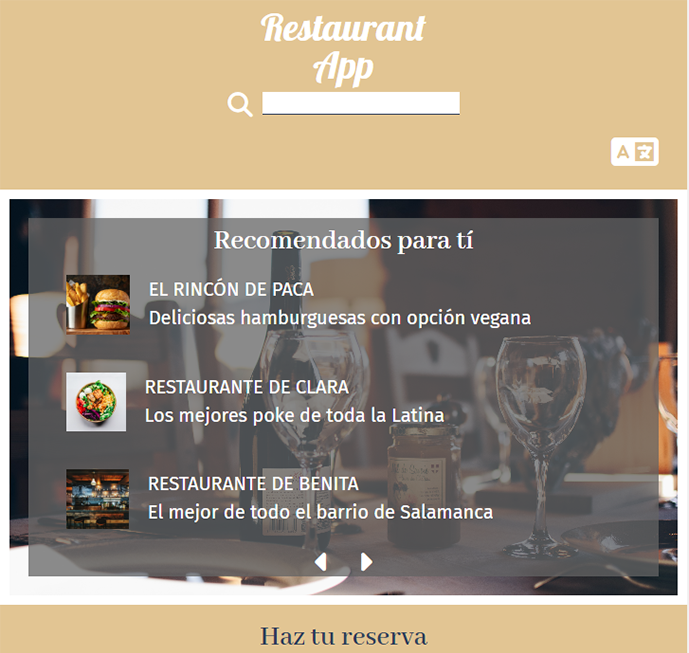 Restaurant
App
A 文
Recomendados para tí
EL RINCÓN DE PACA
Deliciosas hamburguesas con opción vegana
RESTAURANTE DE CLARA
Los mejores poke de toda la Latina
RESTAURANTE DE BENITA
El mejor de todo el barrio de Salamanca
Haz tu reserva